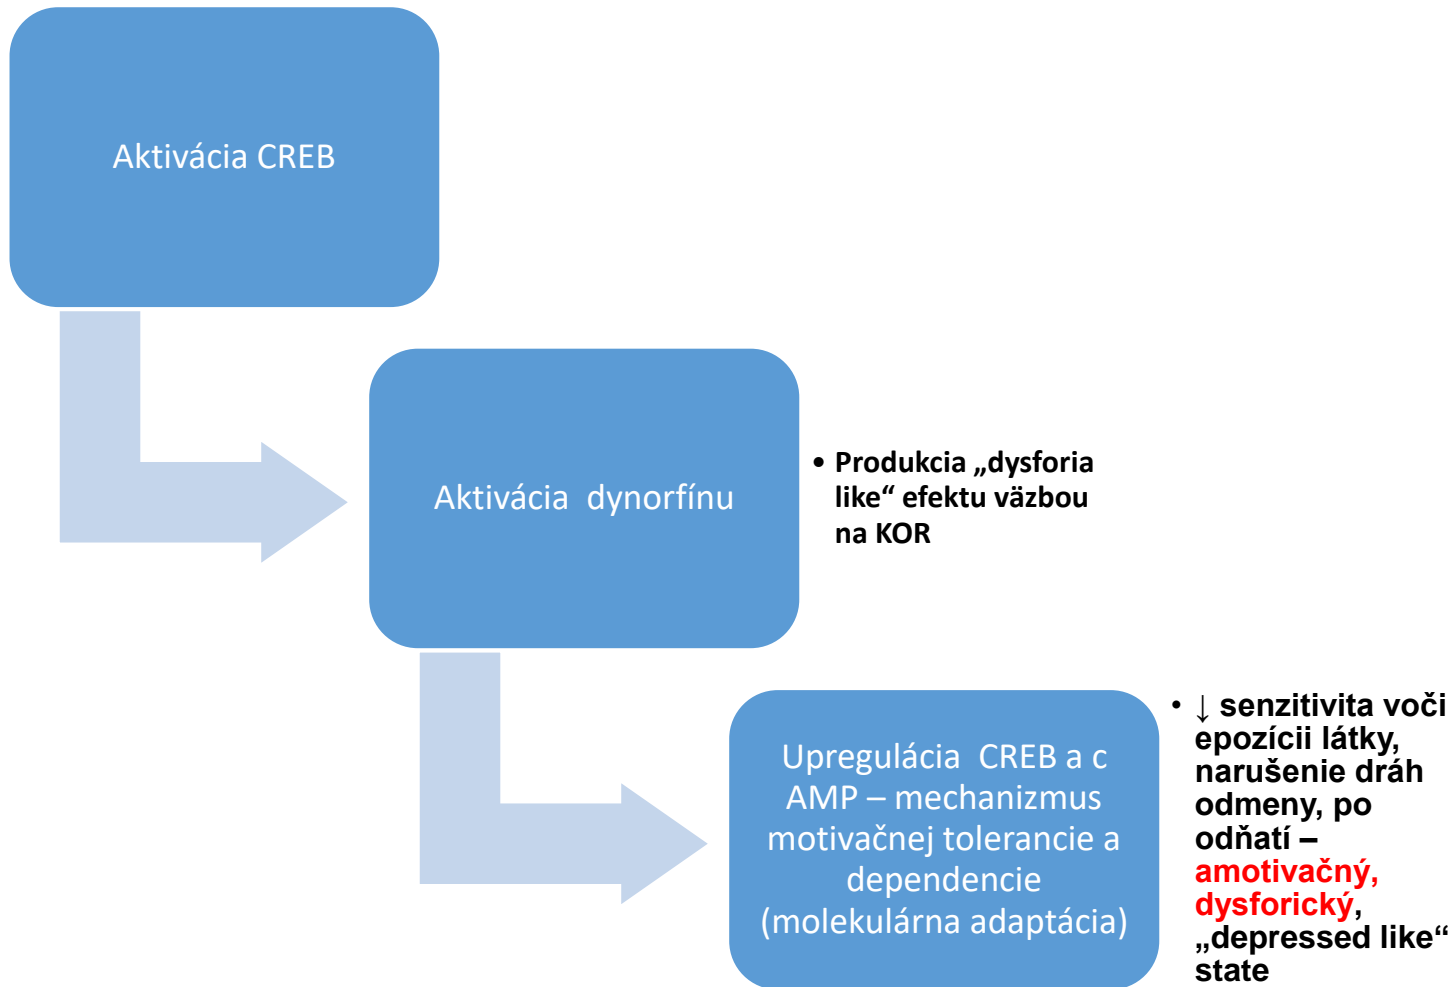 Aktivácia CREB
Aktivácia dynorfínu
• Produkcia „dysforia
like“ efektu väzbou
na KOR
Upregulácia CREB a c
AMP – mechanizmus
motivačnej tolerancie a
dependencie
(molekulárna adaptácia)
• ↓ senzitivita voči
epozícii látky,
narušenie dráh
odmeny, po
odňatí –
amotivačný,
dysforický,
„depressed like“
state